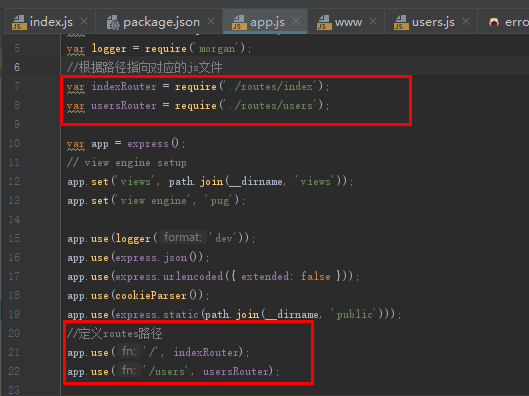 index.js × package.json × app.js × www × users.js × erro
5 var logger = require('morgan');
6 //根据路径指向对应的js文件
7 var indexRouter = require('./routes/index');
8 var usersRouter = require('./routes/users');
9
10 var app = express();
11 // view engine setup
12 app.set('views', path.join(__dirname, 'views'));
13 app.set('view engine', 'pug');
14
15 app.use(logger( format: 'dev'));
16 app.use(express.json());
17 app.use(express.urlencoded({ extended: false }));
18 app.use(cookieParser());
19 app.use(express.static(path.join(__dirname, 'public')));
20 //定义routes路径
21 app.use( fn: '/', indexRouter);
22 app.use( fn: '/users', usersRouter);
23